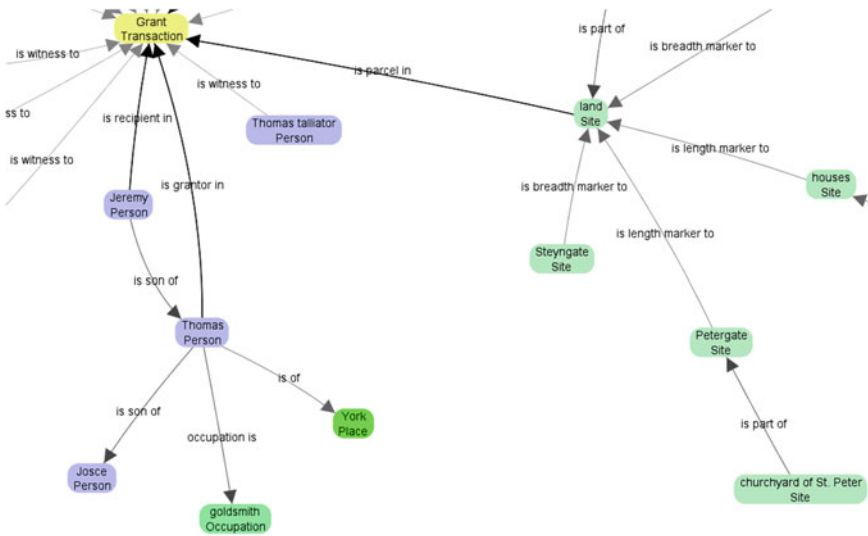 Grant
Transaction
is part of
is breadth marker to
is witness to
is parcel in
is witness to
land
Site
ss to
is recipient in
Thomas talliator
Person
is length marker to
is witness to
houses
Site
is grantor in
is breadth marker to
Jeremy
Person
is length marker to
Steyngate
Site
is son of
Thomas
Person
Petergate
Site
is of
is son of
York
Place
occupation is
is part of
Josce
Person
churchyard of St. Peter
Site
goldsmith
Occupation